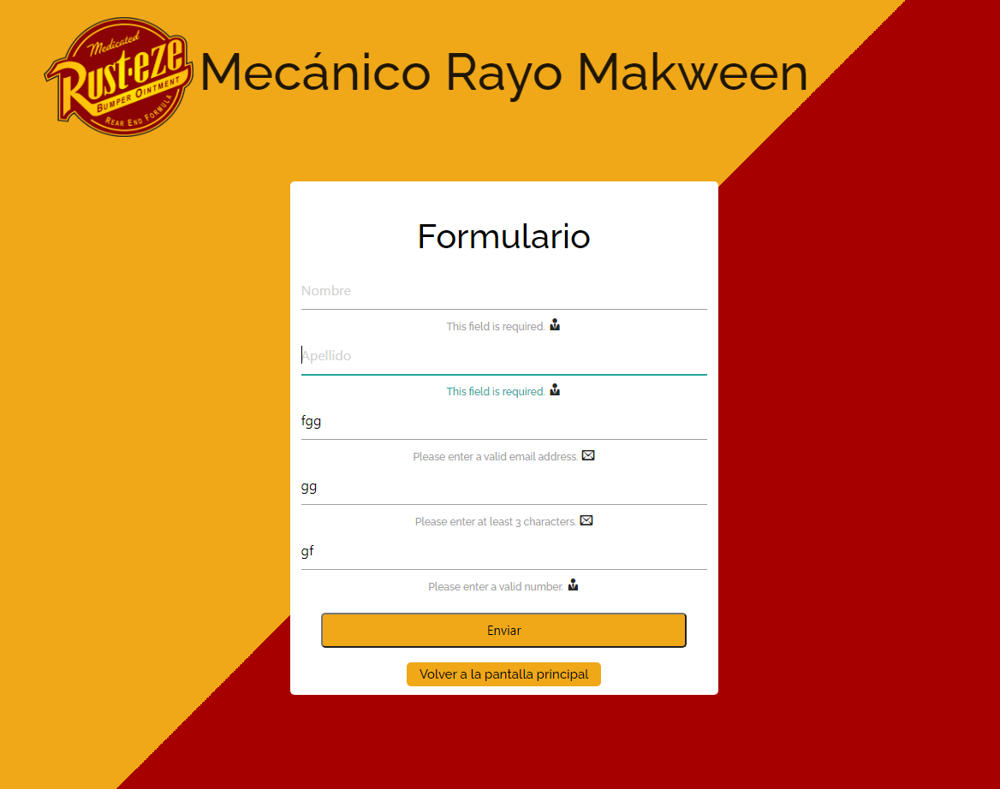 Medicated
Rust-eze
Bumper Ointment
Rear End Formula
Mecánico Rayo Makween
Formulario
Nombre
This field is required.
Apellido
This field is required.
fgg
Please enter a valid email address.
gg
Please enter at least 3 characters.
gf
Please enter a valid number.
Enviar
Volver a la pantalla principal